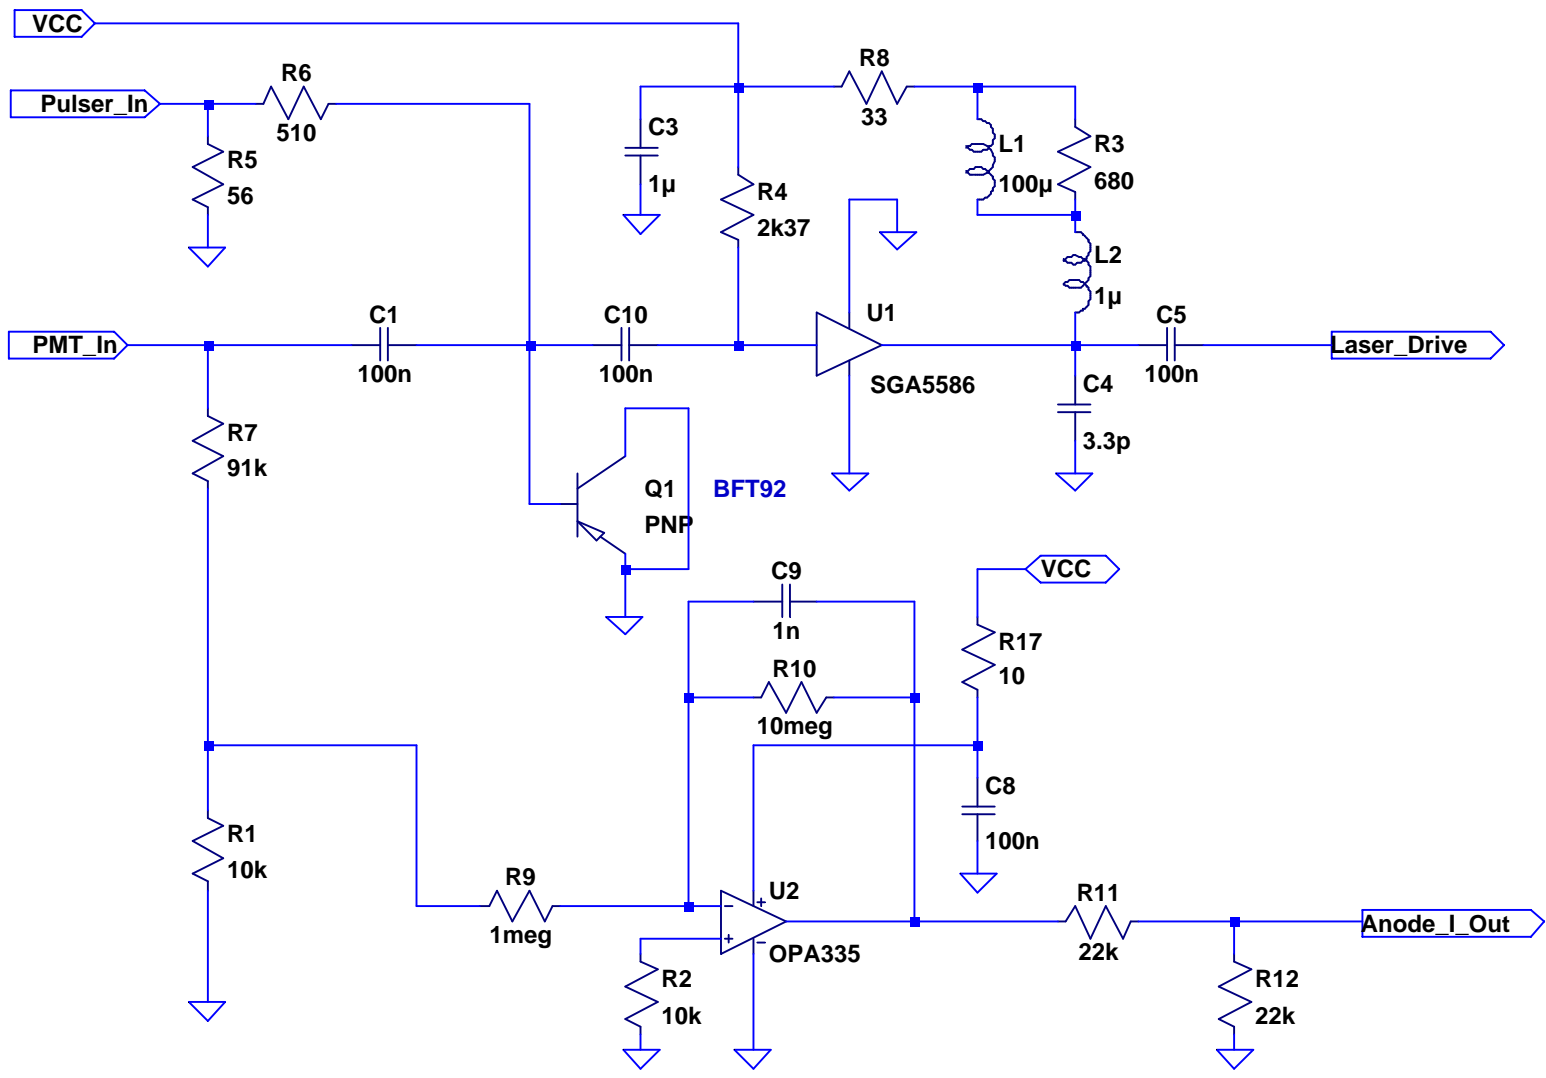 VCC
Pulser_In
R6
510
R5
56
C3
1µ
R8
33
L1
100µ
R3
680
R4
2k37
L2
1µ
PMT_In
C1
100n
C10
100n
U1
SGA5586
C5
100n
Laser_Drive
C4
3.3p
R7
91k
Q1
PNP
BFT92
C9
1n
VCC
R17
10
R10
10meg
C8
100n
R1
10k
R9
1meg
U2
OPA335
+
−
−
+
R2
10k
R11
22k
Anode_I_Out
R12
22k